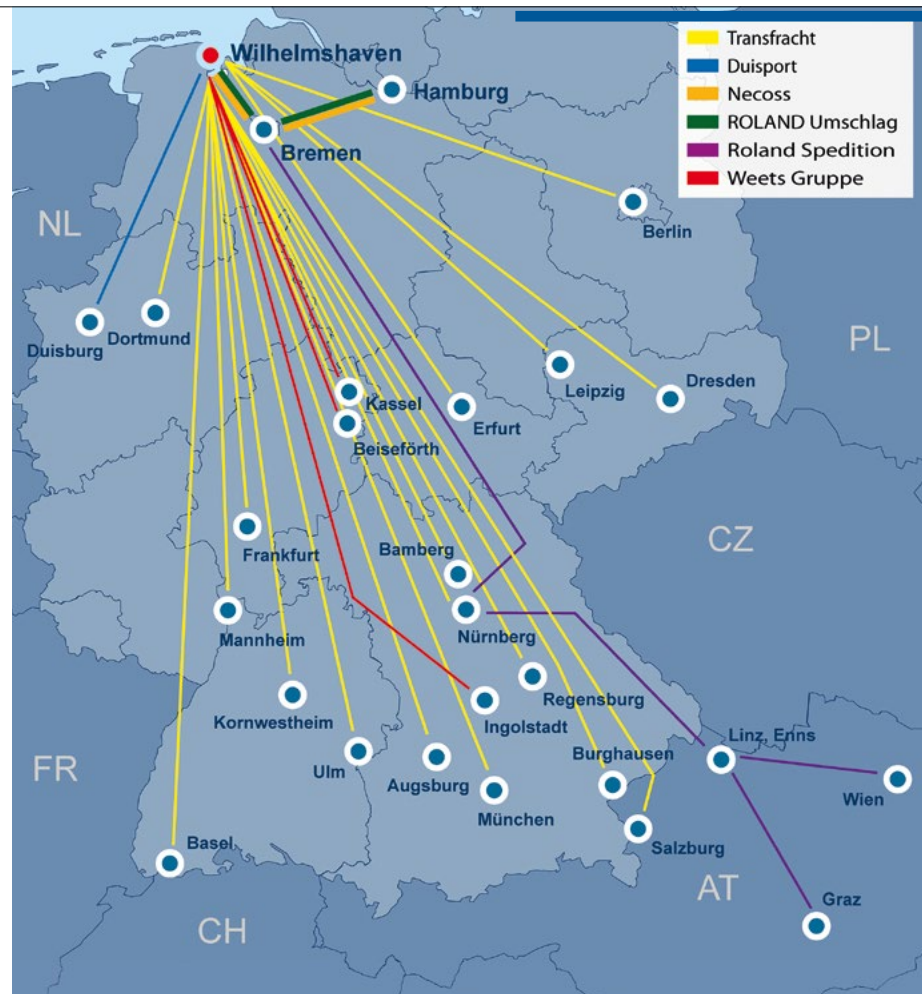 Transfracht
Duisport
Necoss
ROLAND Umschlag
Roland Spedition
Weets Gruppe
Wilhelmshaven
Hamburg
Bremen
NL
Berlin
PL
Duisburg
Dortmund
Leipzig
Dresden
Kassel
Erfurt
Beiseförth
CZ
Frankfurt
Bamberg
Nürnberg
Mannheim
Regensburg
Kornwestheim
Ingolstadt
Linz, Enns
FR
Ulm
Augsburg
Burghausen
Wien
München
Basel
Salzburg
AT
Graz
CH